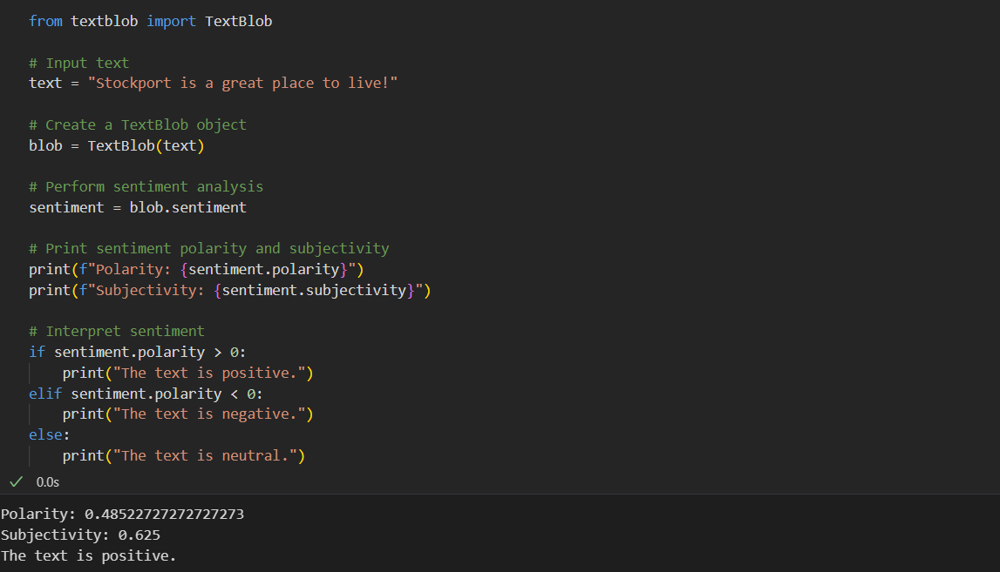 from textblob import TextBlob
# Input text
text = "Stockport is a great place to live!"
# Create a TextBlob object
blob = TextBlob(text)
# Perform sentiment analysis
sentiment = blob.sentiment
# Print sentiment polarity and subjectivity
print(f"Polarity: {sentiment.polarity}")
print(f"Subjectivity: {sentiment.subjectivity}")
# Interpret sentiment
if sentiment.polarity > 0:
    print("The text is positive.")
elif sentiment.polarity < 0:
    print("The text is negative.")
else:
    print("The text is neutral.")
0.0s
Polarity: 0.48522727272727273
Subjectivity: 0.625
The text is positive.